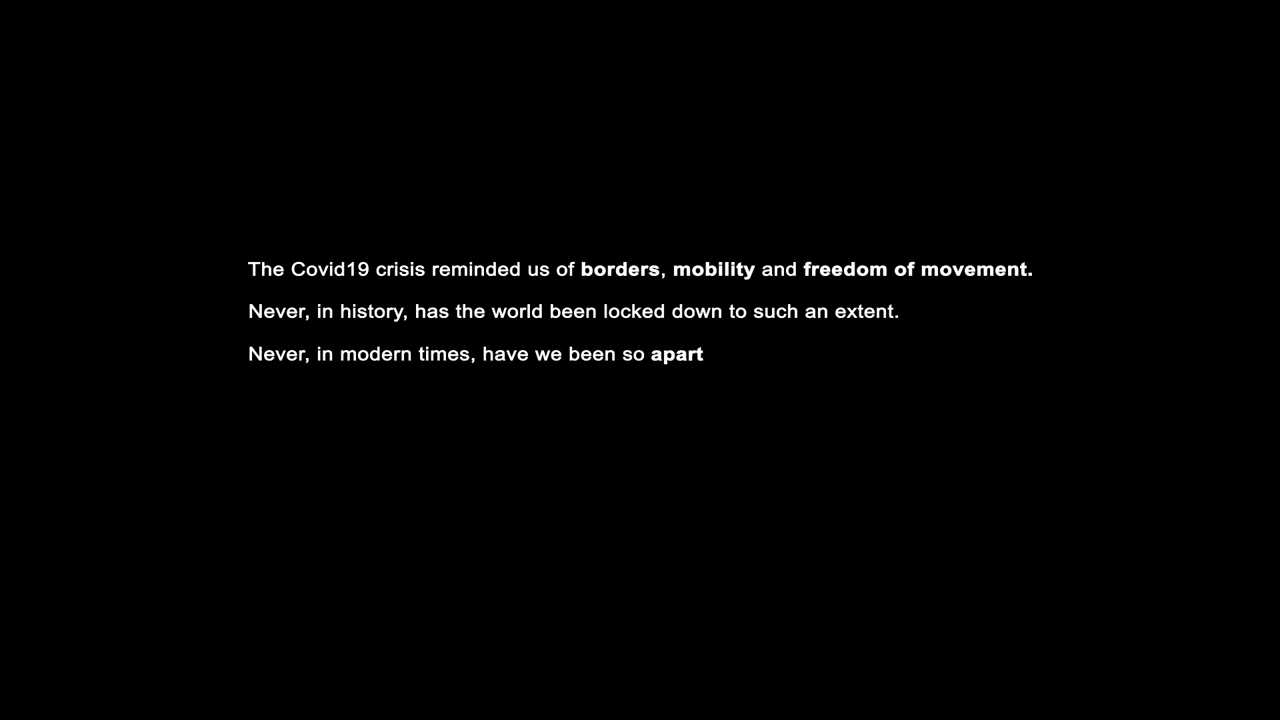 The Covid19 crisis reminded us of borders, mobility and freedom of movement.
Never, in history, has the world been locked down to such an extent.
Never, in modern times, have we been so apart